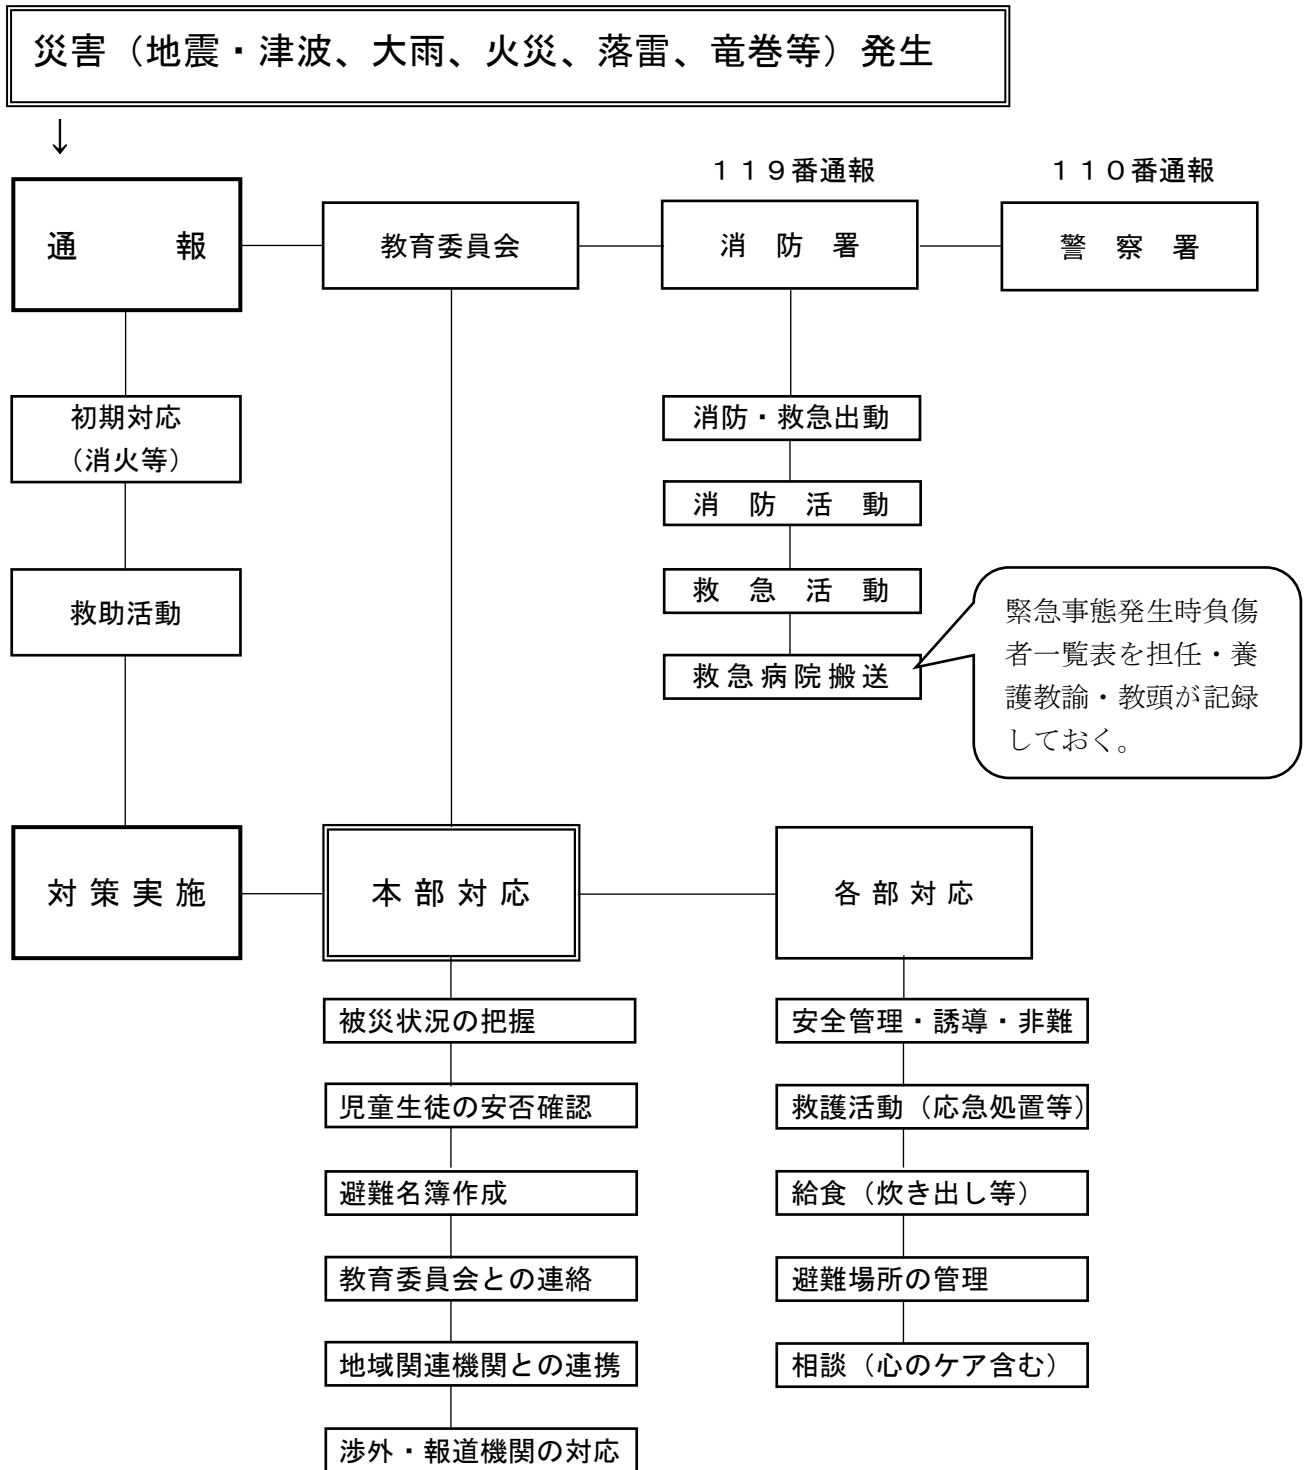 災害（地震・津波、大雨、火災、落雷、竜巻等）発生
↓
１１９番通報
１１０番通報
通　　報
教育委員会
消　防　署
警　察　署
初期対応
（消火等）
消防・救急出動
消　防　活　動
救助活動
救　急　活　動
救急病院搬送
緊急事態発生時負傷
者一覧表を担任・養
護教諭・教頭が記録
しておく。
対策実施
本部対応
各部対応
被災状況の把握
児童生徒の安否確認
避難名簿作成
教育委員会との連絡
地域関連機関との連携
渉外・報道機関の対応
安全管理・誘導・非難
救護活動（応急処置等）
給食（炊き出し等）
避難場所の管理
相談（心のケア含む）